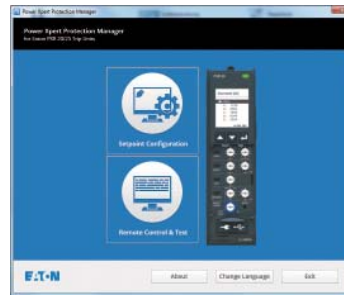 Power Xpert Protection Manager
Power Xpert Protection Manager
for Eaton PXR 20/25 Trip Units
Setpoint Configuration
Remote Control & Test
EATON
About
Change Language
Exit